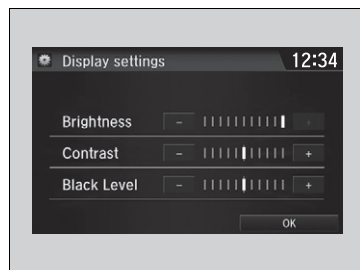 Display settings 12:34
Brightness - +
Contrast - +
Black Level - +
OK